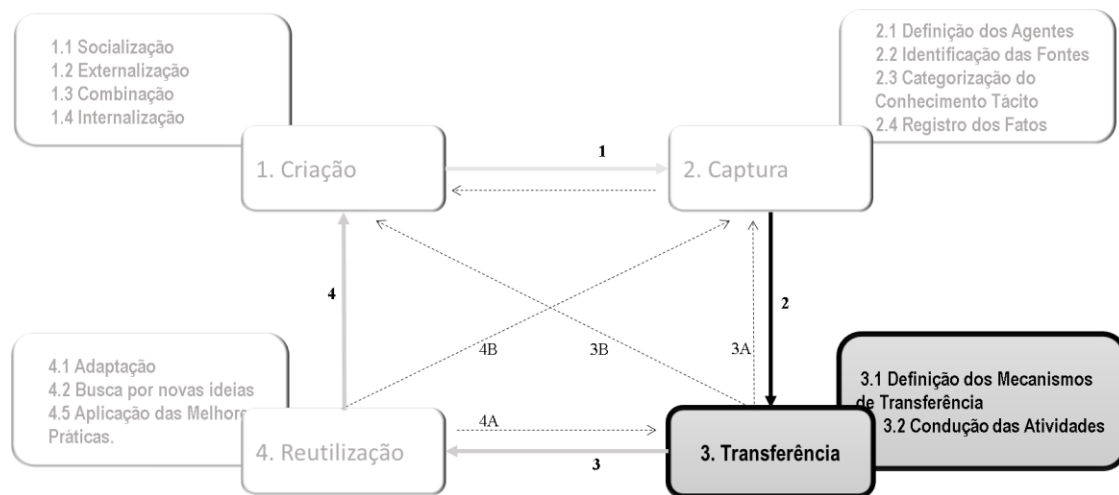 1.1 Socialização
1.2 Externalização
1.3 Combinação
1.4 Internalização
1. Criação
2.1 Definição dos Agentes
2.2 Identificação das Fontes
2.3 Categorização do
Conhecimento Tácito
2.4 Registro dos Fatos
2. Captura
1
2
4
4B
3B
3A
4.1 Adaptação
4.2 Busca por novas ideias
4.5 Aplicação das Melhores
Práticas.
4. Reutilização
4A
3
3.1 Definição dos Mecanismos
de Transferência
3.2 Condução das Atividades
3. Transferência